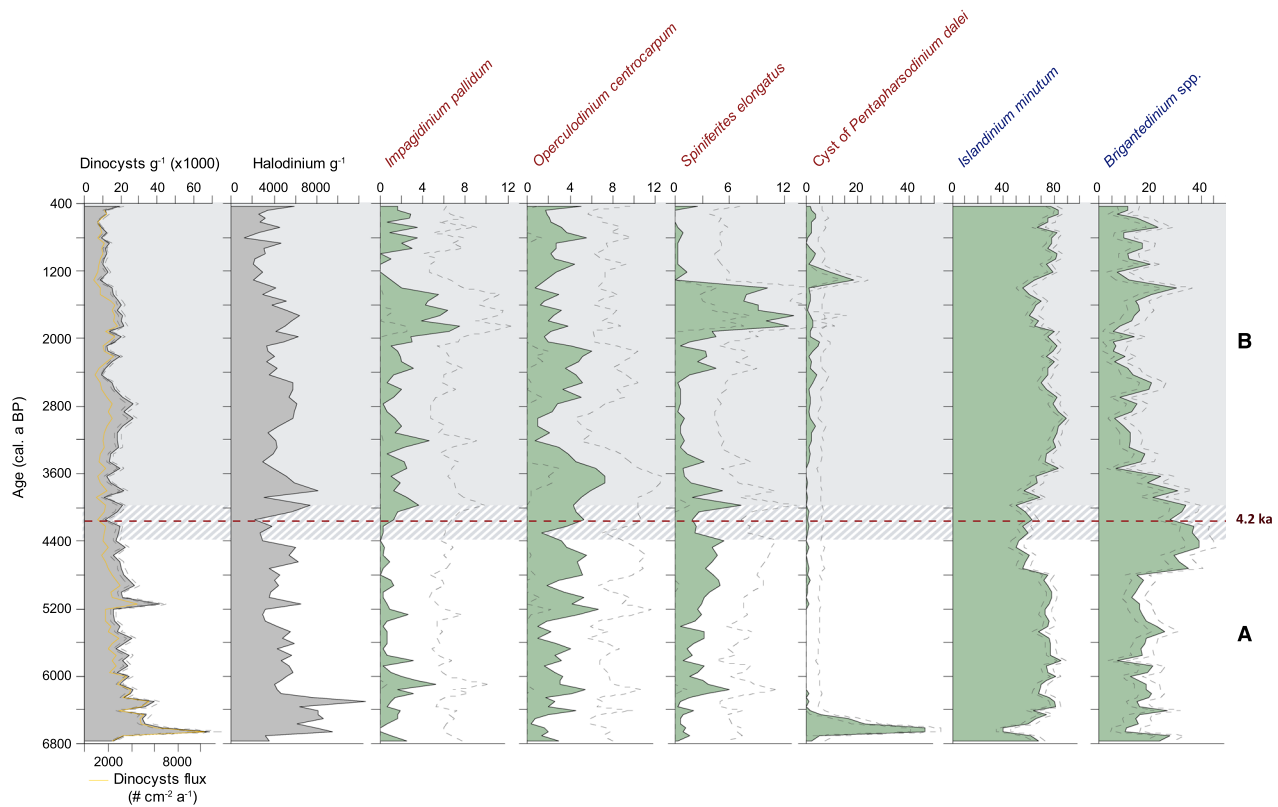 Impagidinium pallidum
Operculodinium centrocarpum
Spiniferites elongatus
Cyst of Pentapharsodinium dalei
Islandinium minutum
Brigantedinium spp.
Dinocysts g⁻¹ (x1000)
Halodinium g⁻¹
0 20 40 60
0 4000 8000
0 4 8 12
0 4 8 12
0 6 12
0 20 40
0 40 80
0 20 40
Age (cal. a BP)
400
1200
2000
2800
3600
4400
5200
6000
6800
B
4.2 ka
A
2000 8000
Dinocysts flux
(# cm⁻² a⁻¹)